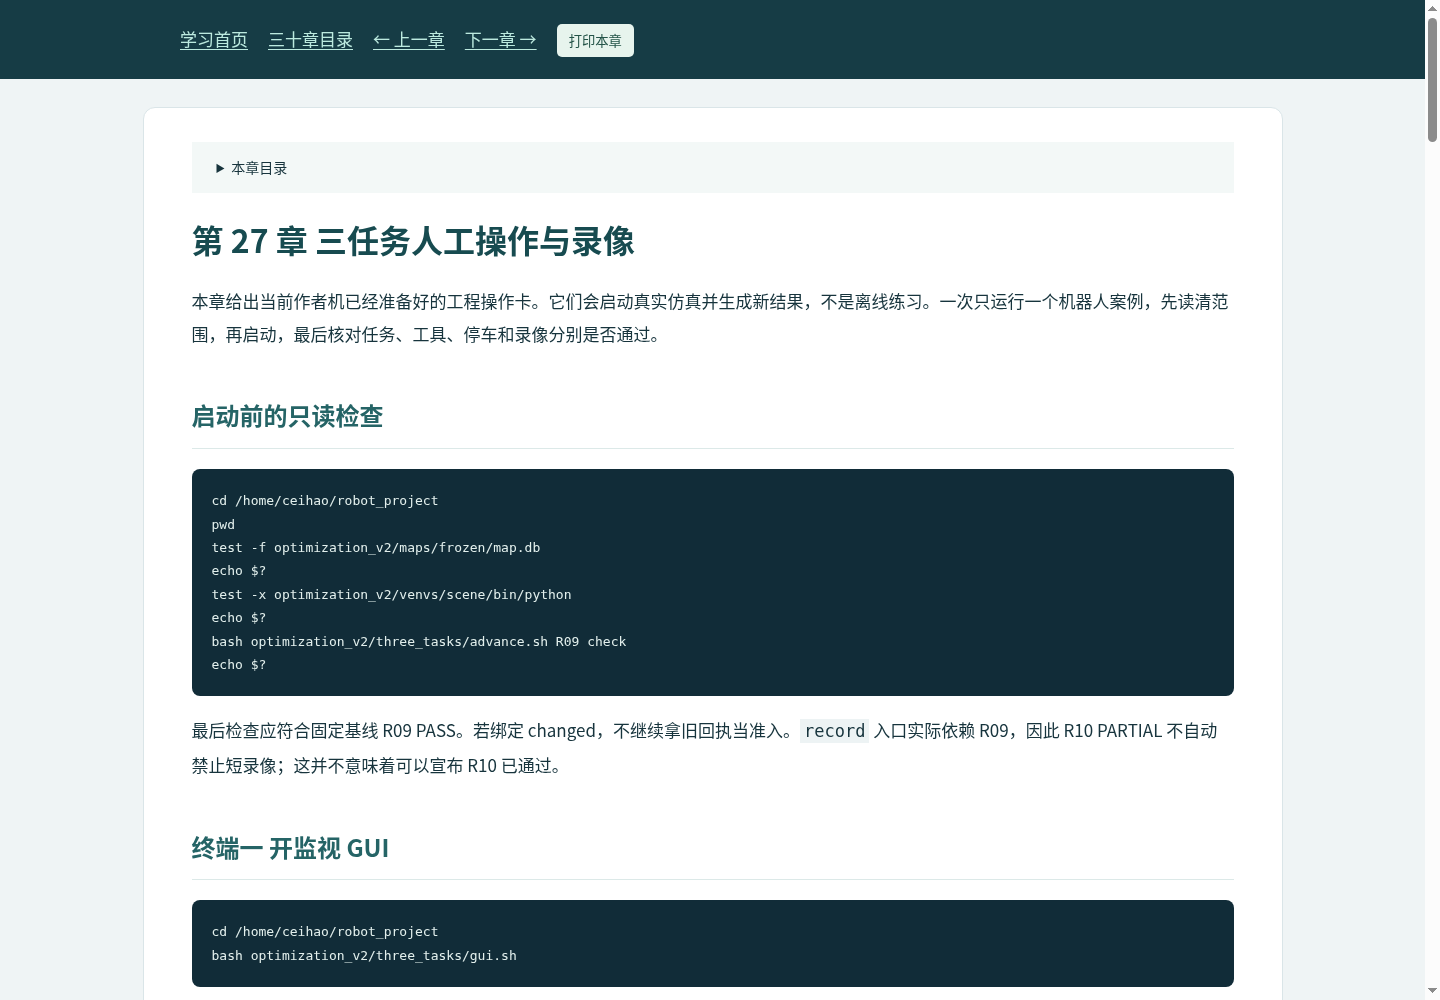 学习首页 三十章目录 ← 上一章 下一章 → 打印本章
▶ 本章目录
第 27 章 三任务人工操作与录像
本章给出当前作者机已经准备好的工程操作卡。它们会启动真实仿真并生成新结果，不是离线练习。一次只运行一个机器人案例，先读清范
围，再启动，最后核对任务、工具、停车和录像分别是否通过。
启动前的只读检查
cd /home/ceihao/robot_project
pwd
test -f optimization_v2/maps/frozen/map.db
echo $?
test -x optimization_v2/venvs/scene/bin/python
echo $?
bash optimization_v2/three_tasks/advance.sh R09 check
echo $?
最后检查应符合固定基线 R09 PASS。若绑定 changed，不继续拿旧回执当准入。record 入口实际依赖 R09，因此 R10 PARTIAL 不自动
禁止短录像；这并不意味着可以宣布 R10 已通过。
终端一 开监视 GUI
cd /home/ceihao/robot_project
bash optimization_v2/three_tasks/gui.sh